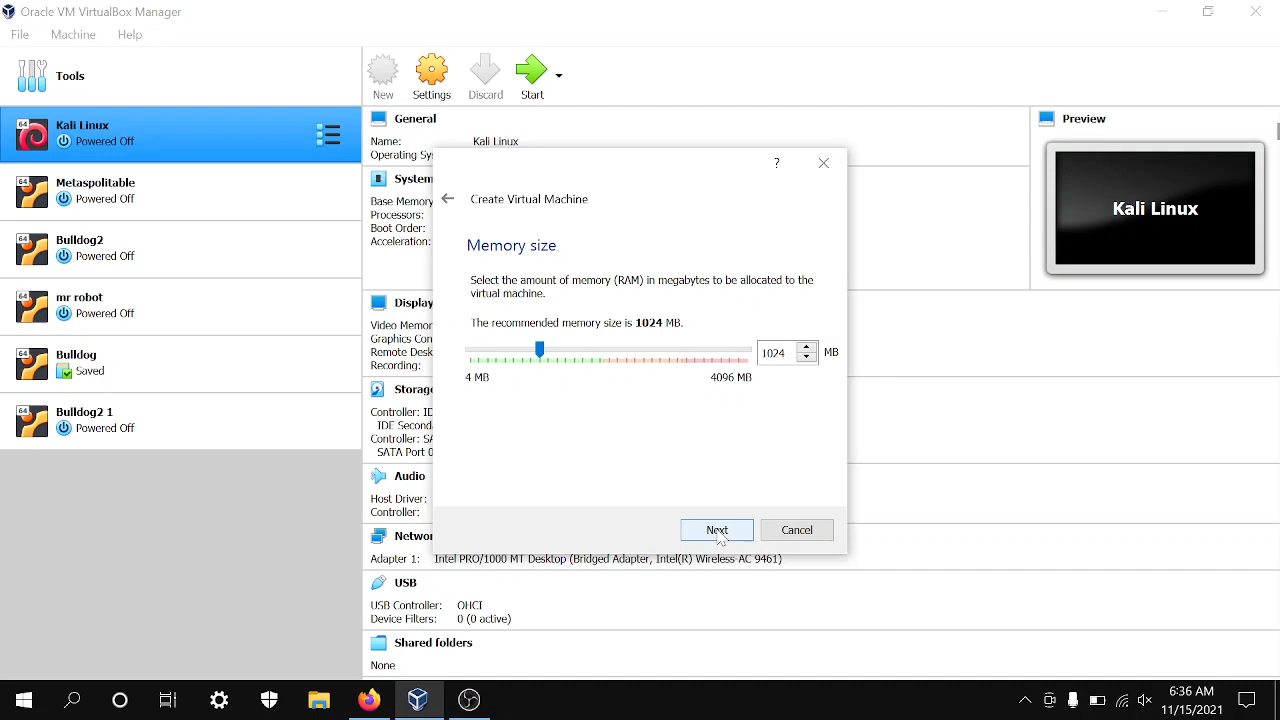 Oracle VM VirtualBox Manager
File Machine Help
Tools
New Settings Discard Start
64 Kali Linux
Powered Off
64 Metaspolitable
Powered Off
64 Bulldog2
Powered Off
64 mr robot
Powered Off
64 Bulldog
Saved
64 Bulldog2 1
Powered Off
General
Name: Kali Linux
Operating Sy
System
Base Memory
Processors:
Boot Order:
Acceleration:
Display
Video Memor
Graphics Con
Remote Desk
Recording:
Storage
Controller: ID
IDE Second
Controller: SA
SATA Port 0
Audio
Host Driver:
Controller:
Networ
Adapter 1: Intel PRO/1000 MT Desktop (Bridged Adapter, Intel(R) Wireless-AC 9461)
USB
USB Controller: OHCI
Device Filters: 0 (0 active)
Shared folders
None
Preview
Kali Linux
?
Create Virtual Machine
Memory size
Select the amount of memory (RAM) in megabytes to be allocated to the
virtual machine.
The recommended memory size is 1024 MB.
1024 MB
4 MB 4096 MB
Next Cancel
6:36 AM
11/15/2021